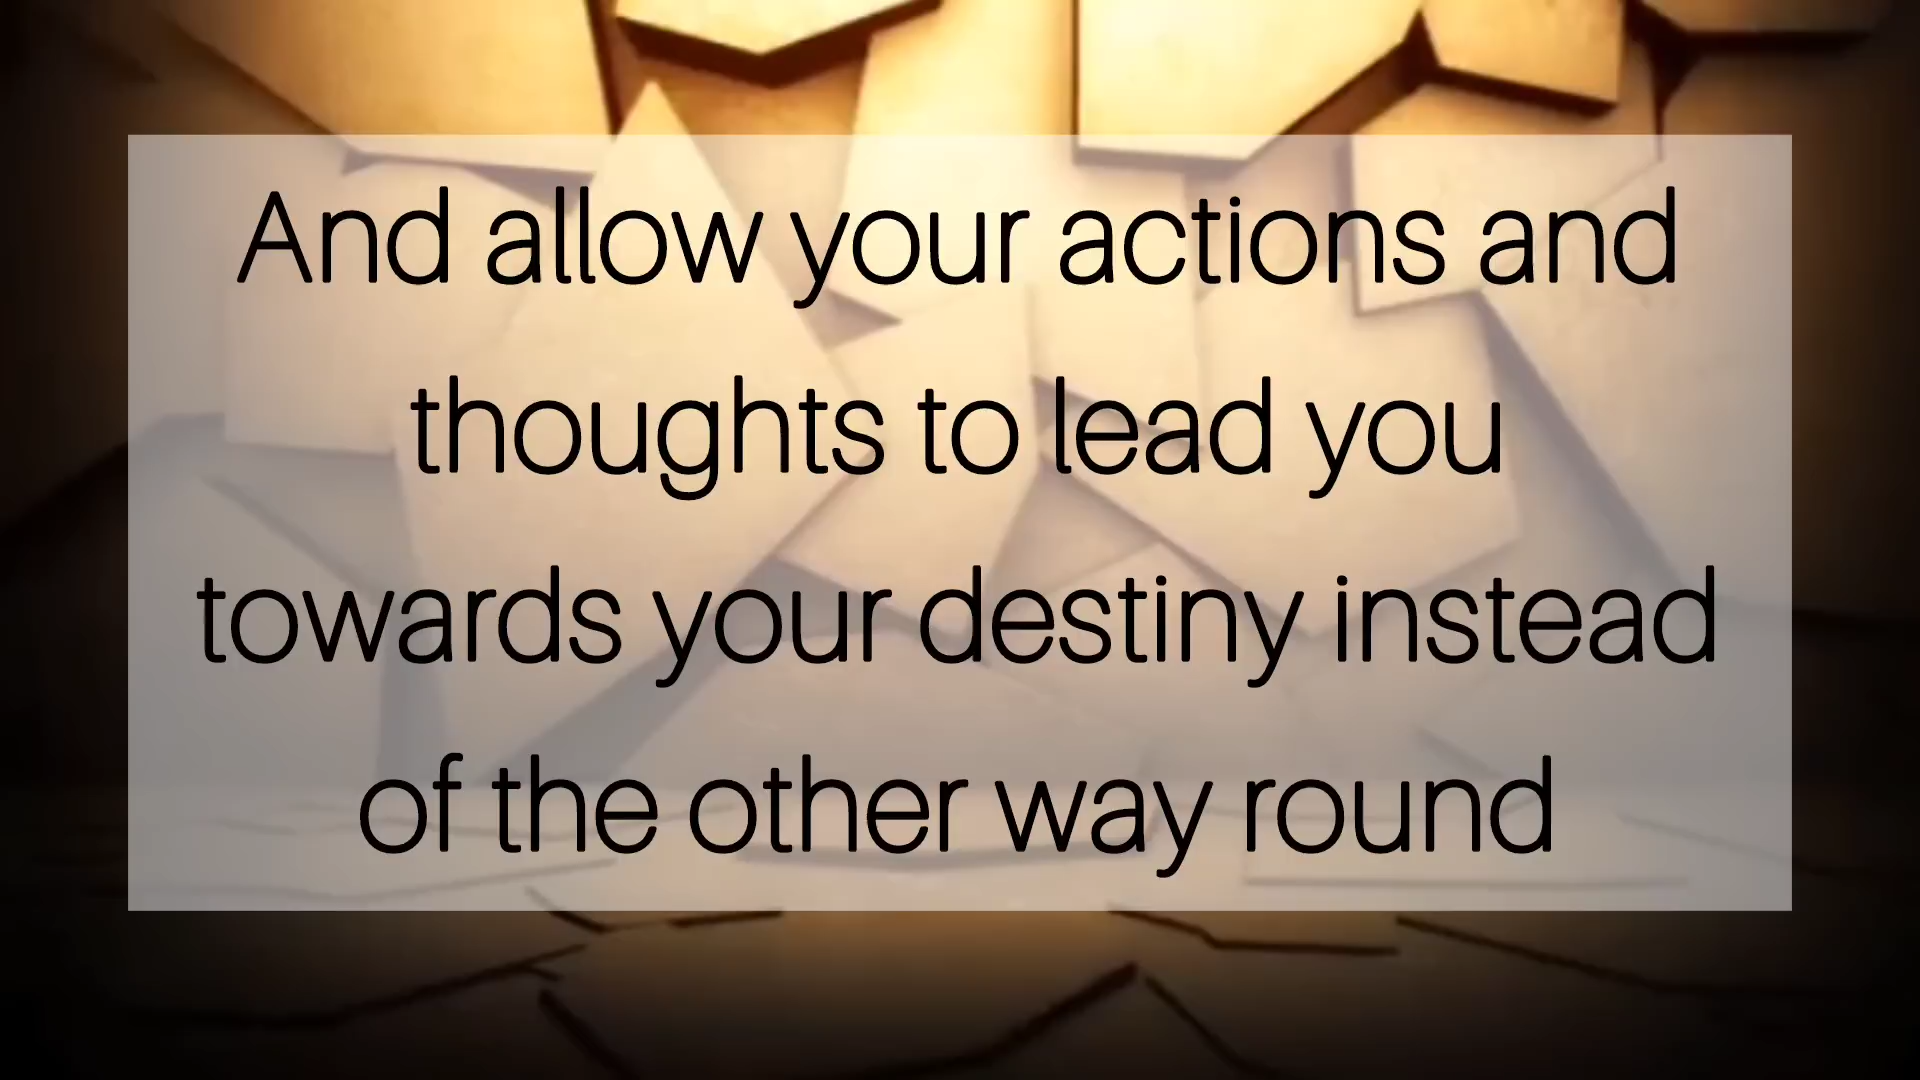 And allow your actions and
thoughts to lead you
towards your destiny instead
of the other way round